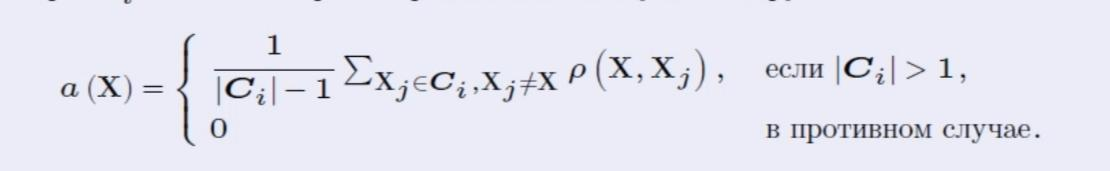 a (X) = { 1 / (|C_i| − 1) ∑_{X_j∈C_i, X_j≠X} ρ (X, X_j) , если |C_i| > 1,
0 в противном случае.